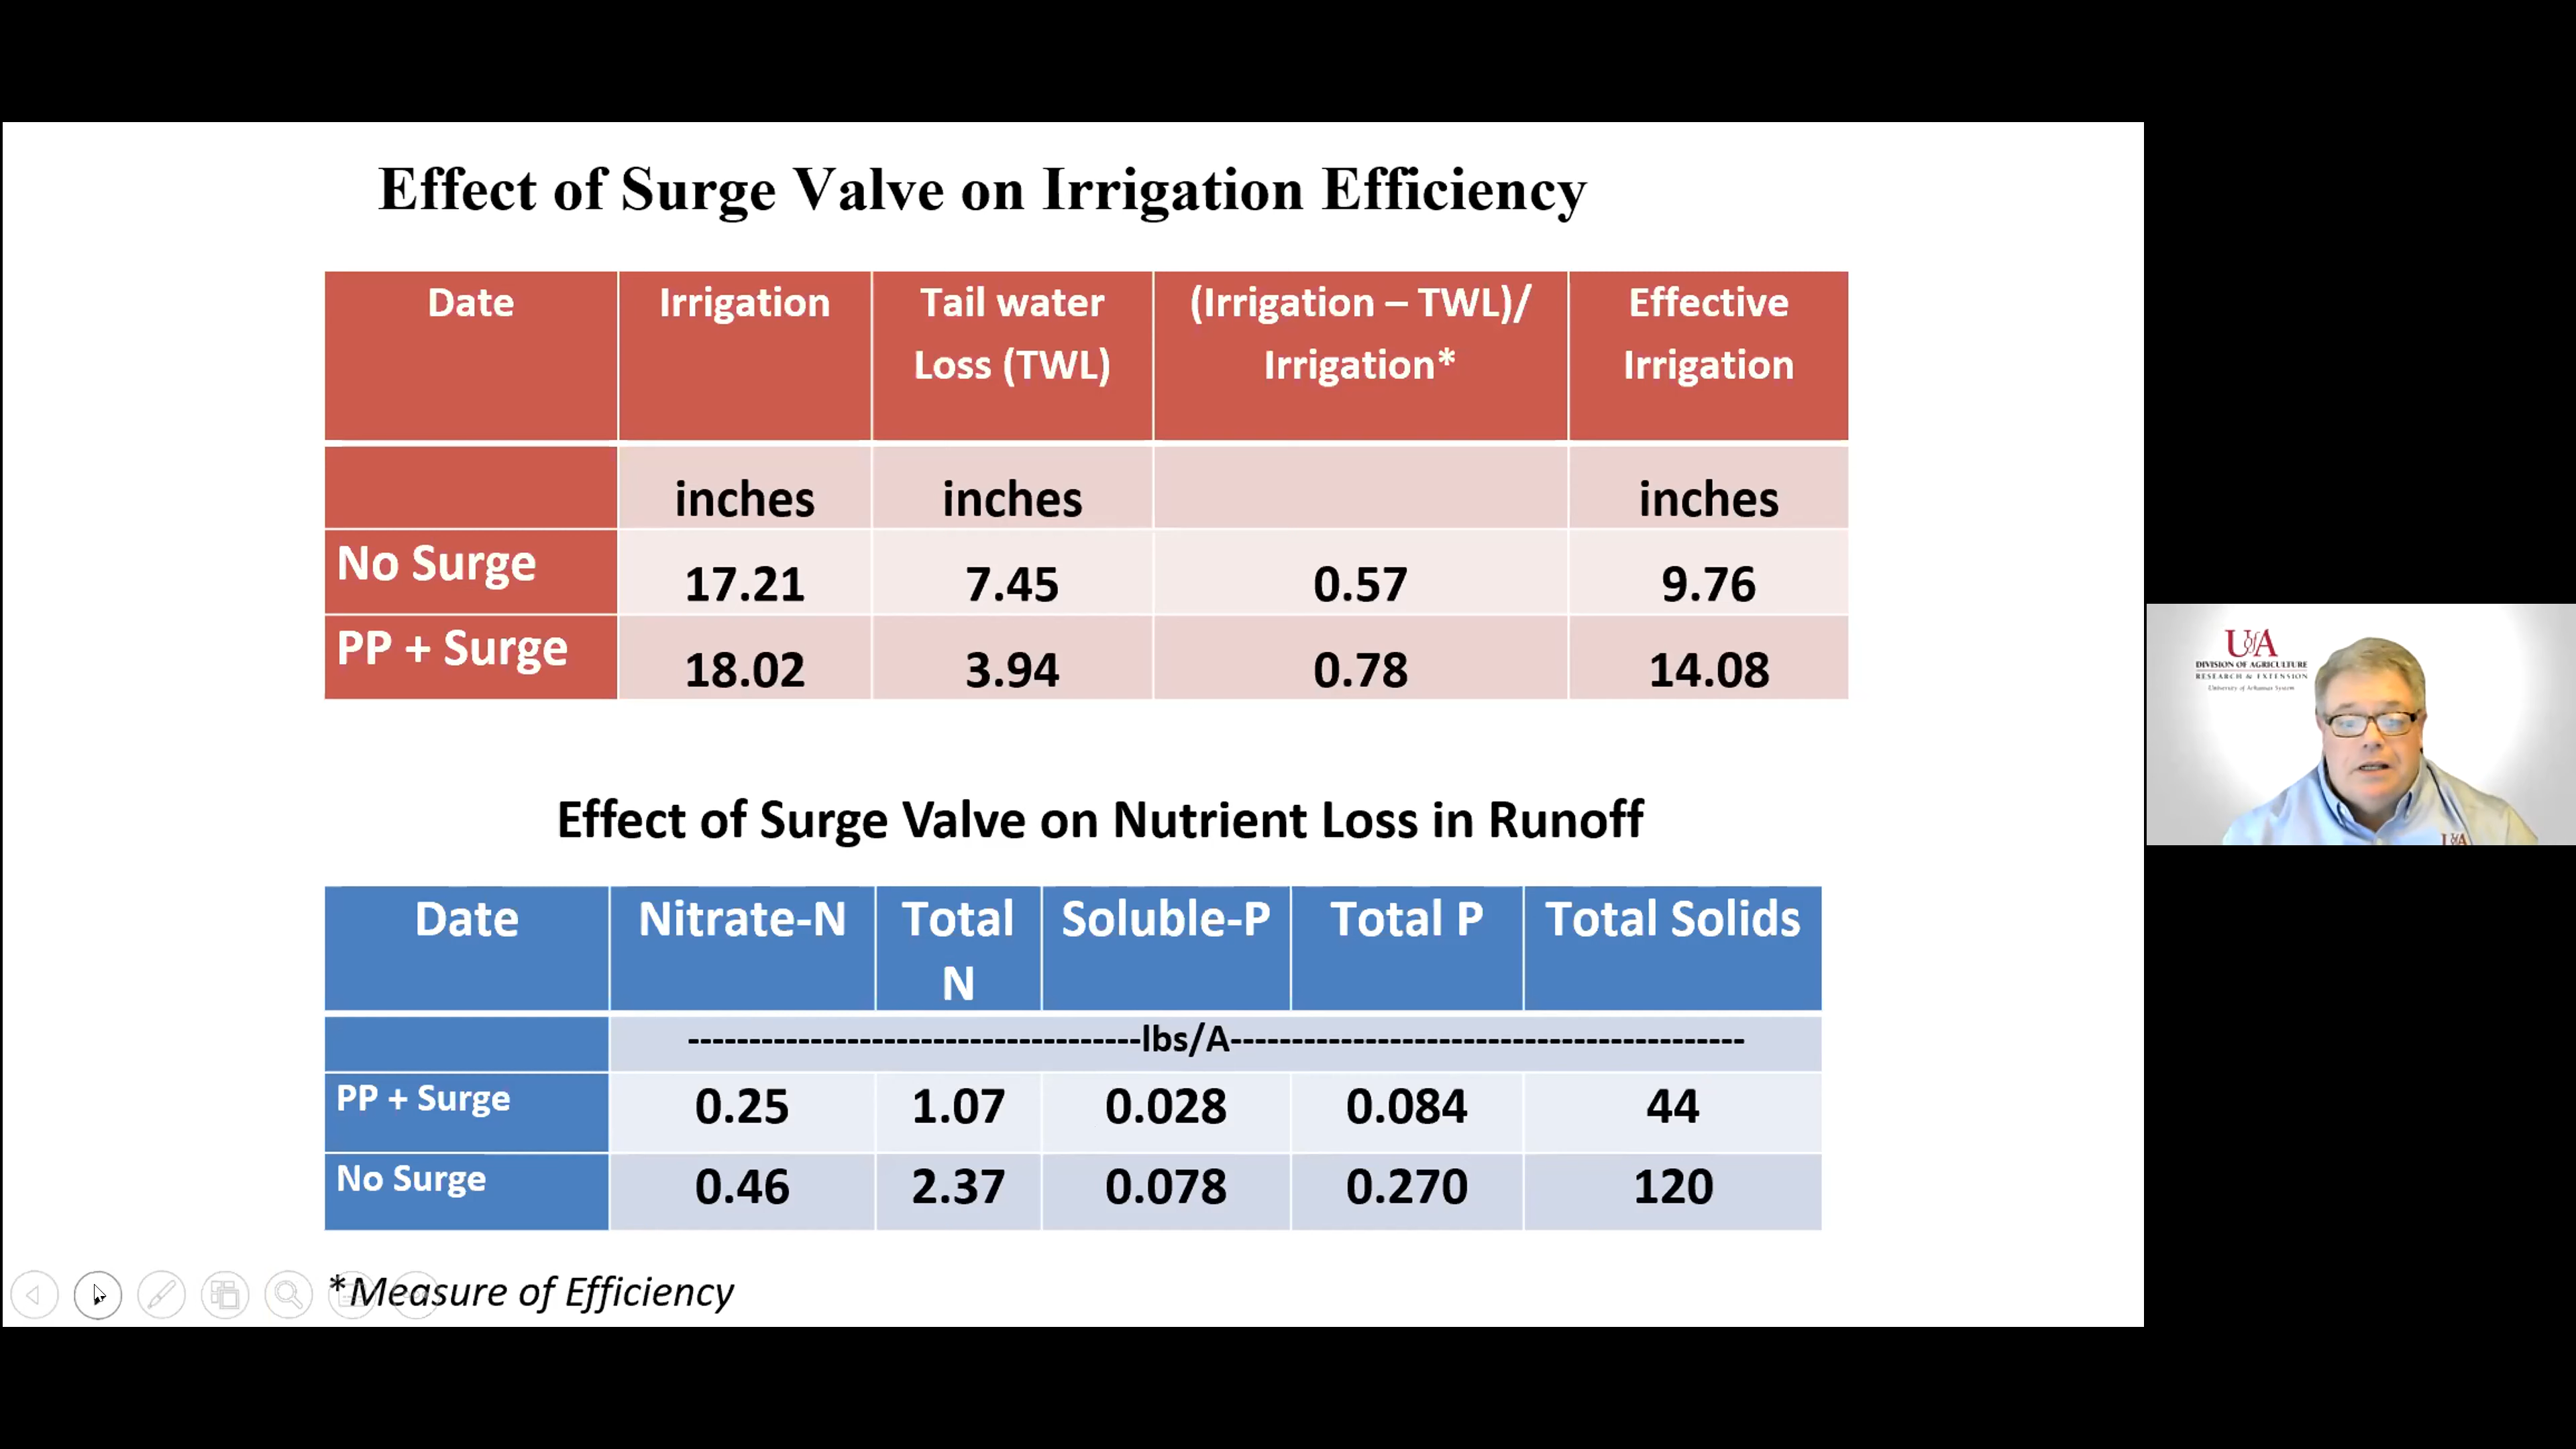 Effect of Surge Valve on Irrigation Efficiency
Date Irrigation Tail water Loss (TWL) (Irrigation – TWL)/ Irrigation* Effective Irrigation
inches inches inches
No Surge 17.21 7.45 0.57 9.76
PP + Surge 18.02 3.94 0.78 14.08
Effect of Surge Valve on Nutrient Loss in Runoff
Date Nitrate-N Total N Soluble-P Total P Total Solids
-------------------------------------lbs/A------------------------------------------
PP + Surge 0.25 1.07 0.028 0.084 44
No Surge 0.46 2.37 0.078 0.270 120
*Measure of Efficiency
UofA
DIVISION OF AGRICULTURE
RESEARCH & EXTENSION
University of Arkansas System
UofA